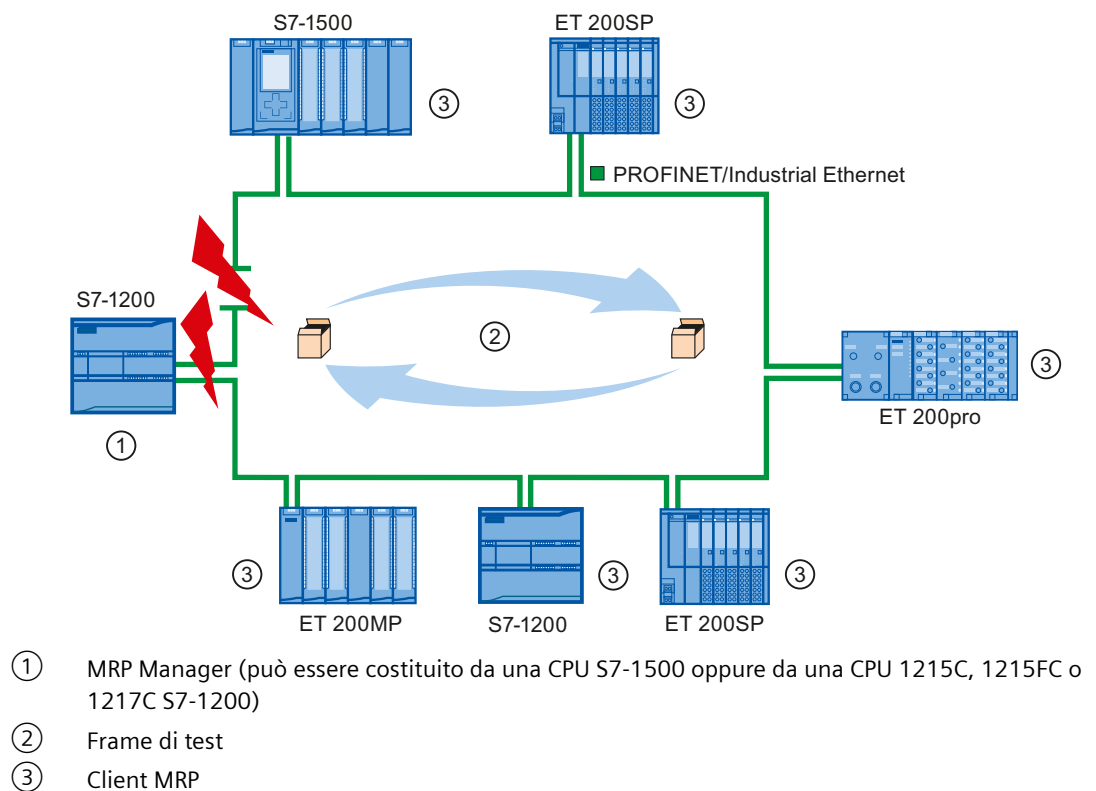 S7-1500
ET 200SP
③
③
PROFINET/Industrial Ethernet
S7-1200
②
③
ET 200pro
①
③
③
③
ET 200MP
S7-1200
ET 200SP
① MRP Manager (può essere costituito da una CPU S7-1500 oppure da una CPU 1215C, 1215FC o
1217C S7-1200)
② Frame di test
③ Client MRP